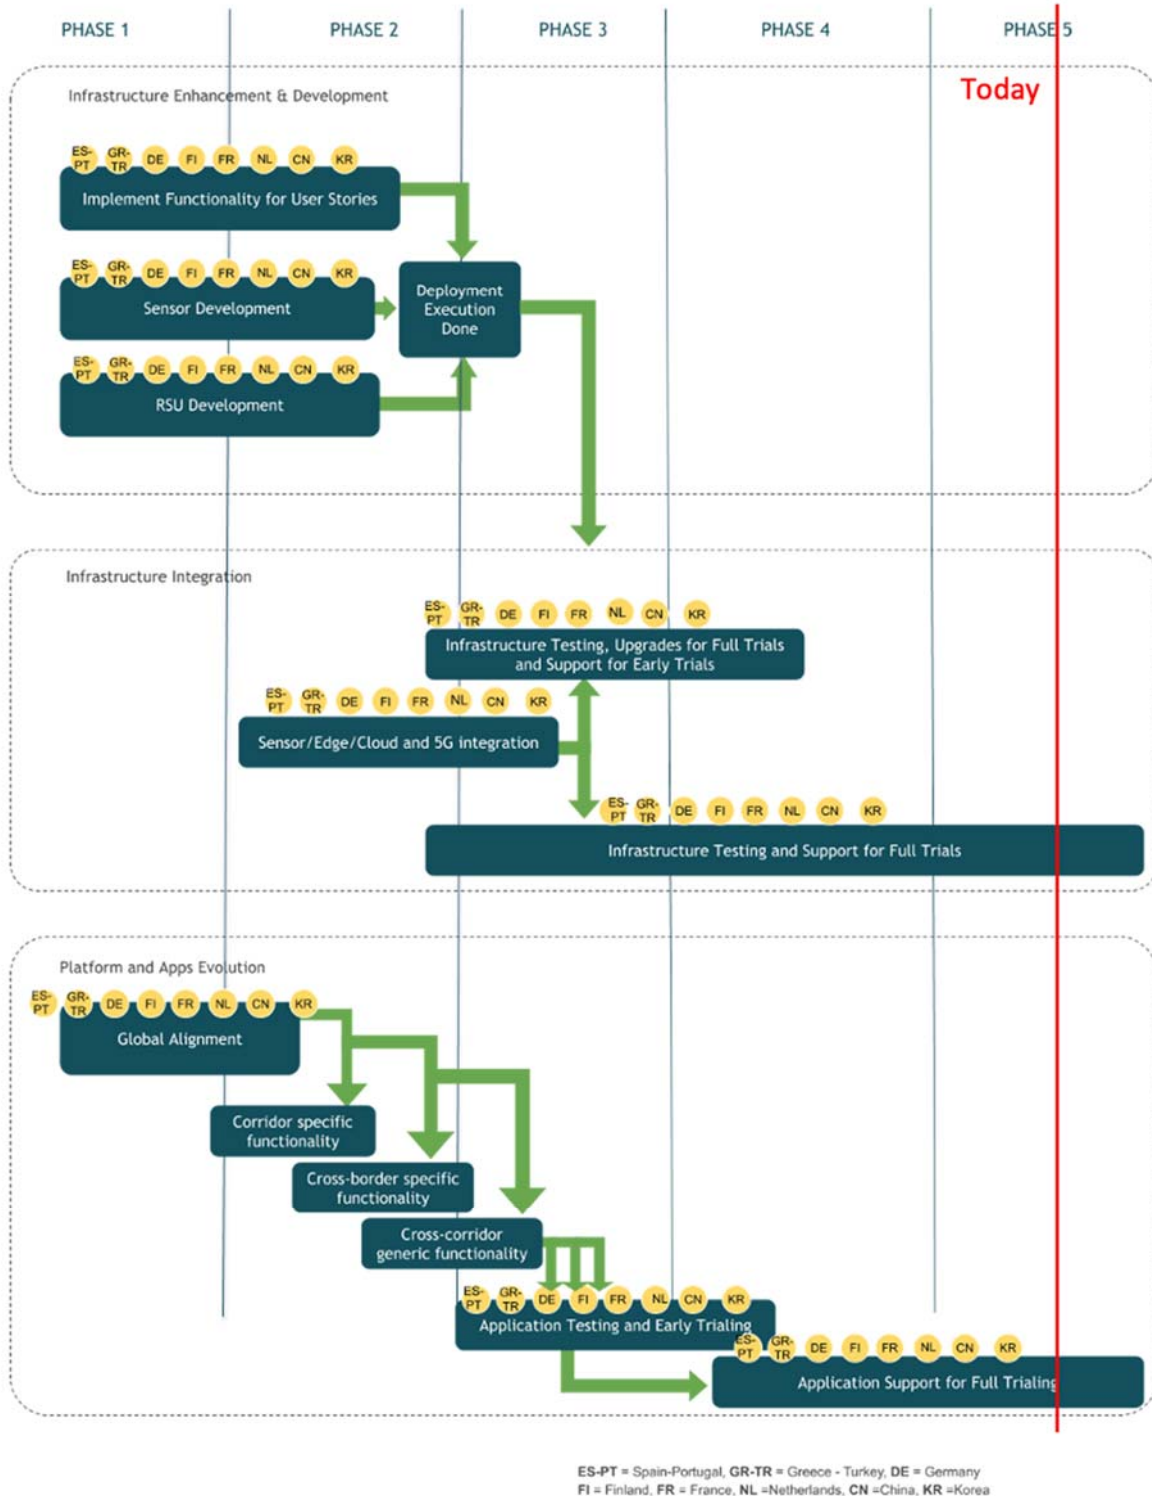 PHASE 1 PHASE 2 PHASE 3 PHASE 4 PHASE 5
Today
Infrastructure Enhancement & Development
ES-PT GR-TR DE FI FR NL CN KR
Implement Functionality for User Stories
ES-PT GR-TR DE FI FR NL CN KR
Sensor Development
Deployment
Execution
Done
ES-PT GR-TR DE FI FR NL CN KR
RSU Development
Infrastructure Integration
ES-PT GR-TR DE FI FR NL CN KR
Infrastructure Testing, Upgrades for Full Trials
and Support for Early Trials
ES-PT GR-TR DE FI FR NL CN KR
Sensor/Edge/Cloud and 5G integration
ES-PT GR-TR DE FI FR NL CN KR
Infrastructure Testing and Support for Full Trials
Platform and Apps Evolution
ES-PT GR-TR DE FI FR NL CN KR
Global Alignment
Corridor specific
functionality
Cross-border specific
functionality
Cross-corridor
generic functionality
ES-PT GR-TR DE FI FR NL CN KR
Application Testing and Early Trialing
ES-PT GR-TR DE FI FR NL CN KR
Application Support for Full Trialing
ES-PT = Spain-Portugal, GR-TR = Greece - Turkey, DE = Germany
FI = Finland, FR = France, NL =Netherlands, CN =China, KR =Korea